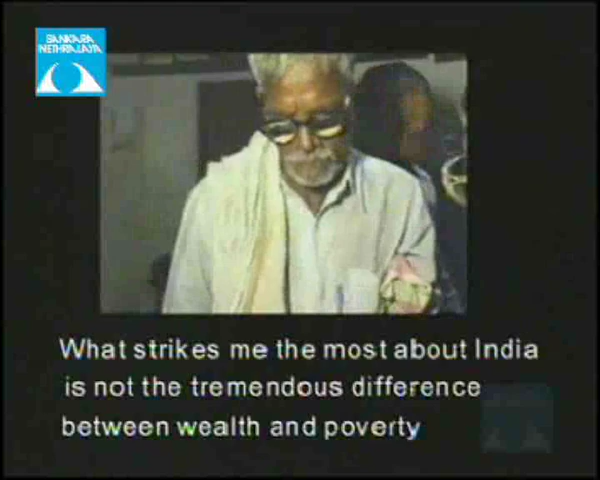 SANKARA
NETHRALAYA
What strikes me the most about India
is not the tremendous difference
between wealth and poverty